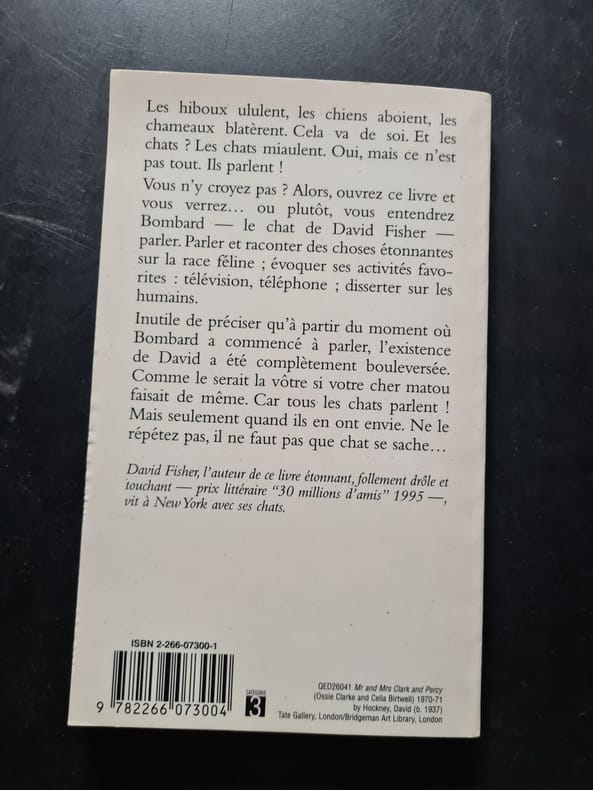 Les hiboux ululent, les chiens aboient, les
chameaux blatèrent. Cela va de soi. Et les
chats ? Les chats miaulent. Oui, mais ce n'est
pas tout. Ils parlent !
Vous n'y croyez pas ? Alors, ouvrez ce livre et
vous verrez... ou plutôt, vous entendrez
Bombard — le chat de David Fisher —
parler. Parler et raconter des choses étonnantes
sur la race féline ; évoquer ses activités favo-
rites : télévision, téléphone ; disserter sur les
humains.
Inutile de préciser qu'à partir du moment où
Bombard a commencé à parler, l'existence
de David a été complètement bouleversée.
Comme le serait la vôtre si votre cher matou
faisait de même. Car tous les chats parlent !
Mais seulement quand ils en ont envie. Ne le
répétez pas, il ne faut pas que chat se sache...
David Fisher, l'auteur de ce livre étonnant, follement drôle et
touchant — prix littéraire "30 millions d'amis" 1995 —,
vit à New York avec ses chats.
ISBN 2-266-07300-1
9 782266 073004
CATÉGORIE
3
QED26041 Mr and Mrs Clark and Percy
(Ossie Clarke and Celia Birtwell) 1970-71
by Hockney, David (b. 1937)
Tate Gallery, London/Bridgeman Art Library, London